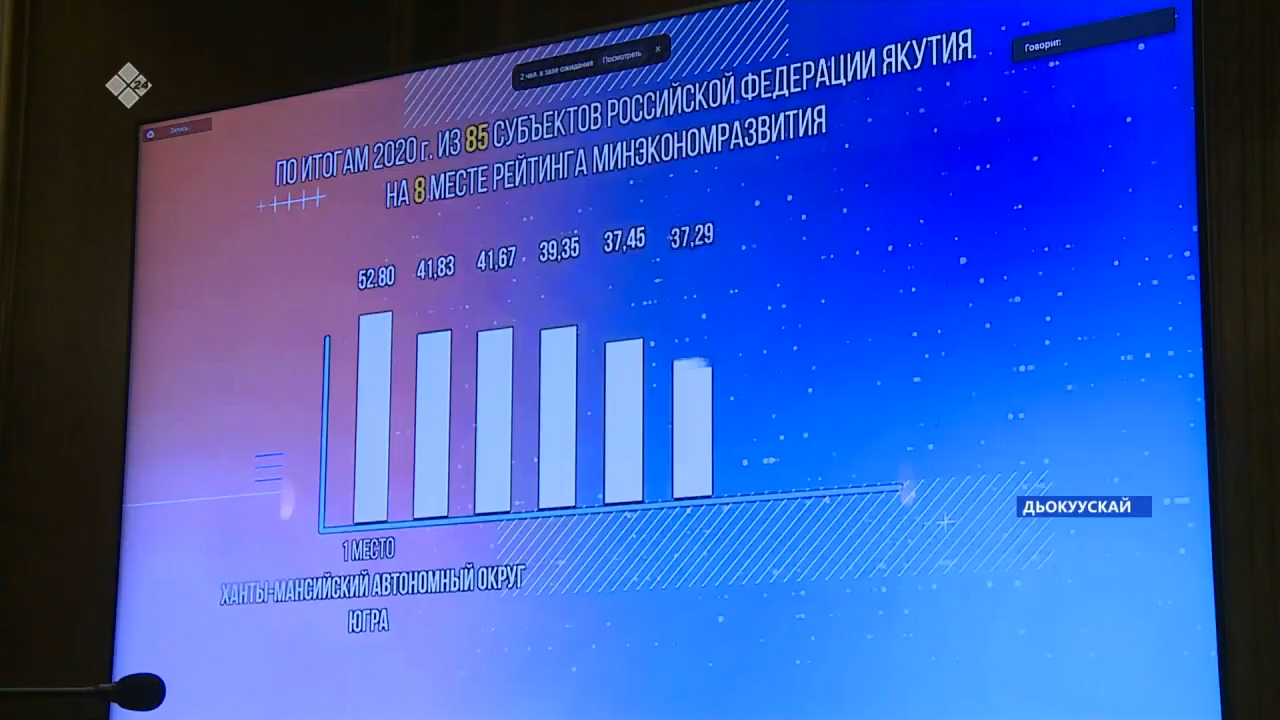 24
Запись...
2 чел. в зале ожидания Посмотреть ×
Говорит:
ПО ИТОГАМ 2020 г. ИЗ 85 СУБЪЕКТОВ РОССИЙСКОЙ ФЕДЕРАЦИИ ЯКУТИЯ
НА 8 МЕСТЕ РЕЙТИНГА МИНЭКОНОМРАЗВИТИЯ
52.80 41,83 41,67 39,35 37,45 37,29
1 МЕСТО
ХАНТЫ-МАНСИЙСКИЙ АВТОНОМНЫЙ ОКРУГ
ЮГРА
ДЬОКУУСКАЙ